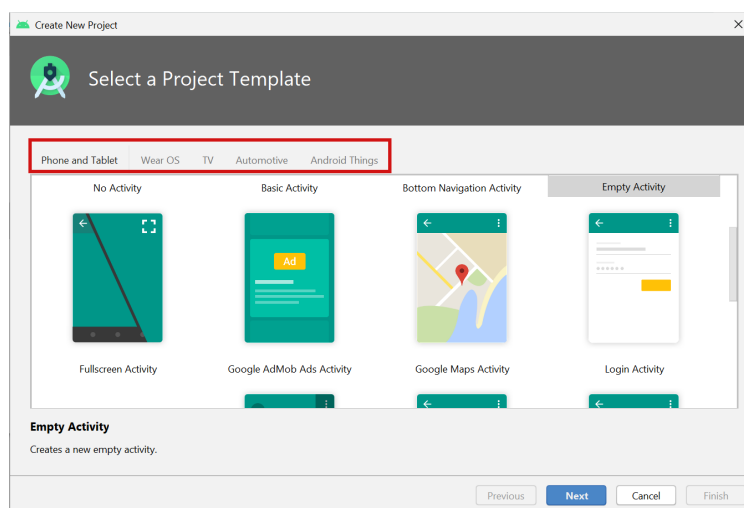 Create New Project
Select a Project Template
Phone and Tablet Wear OS TV Automotive Android Things
No Activity Basic Activity Bottom Navigation Activity Empty Activity
Ad
Fullscreen Activity Google AdMob Ads Activity Google Maps Activity Login Activity
Empty Activity
Creates a new empty activity.
Previous Next Cancel Finish